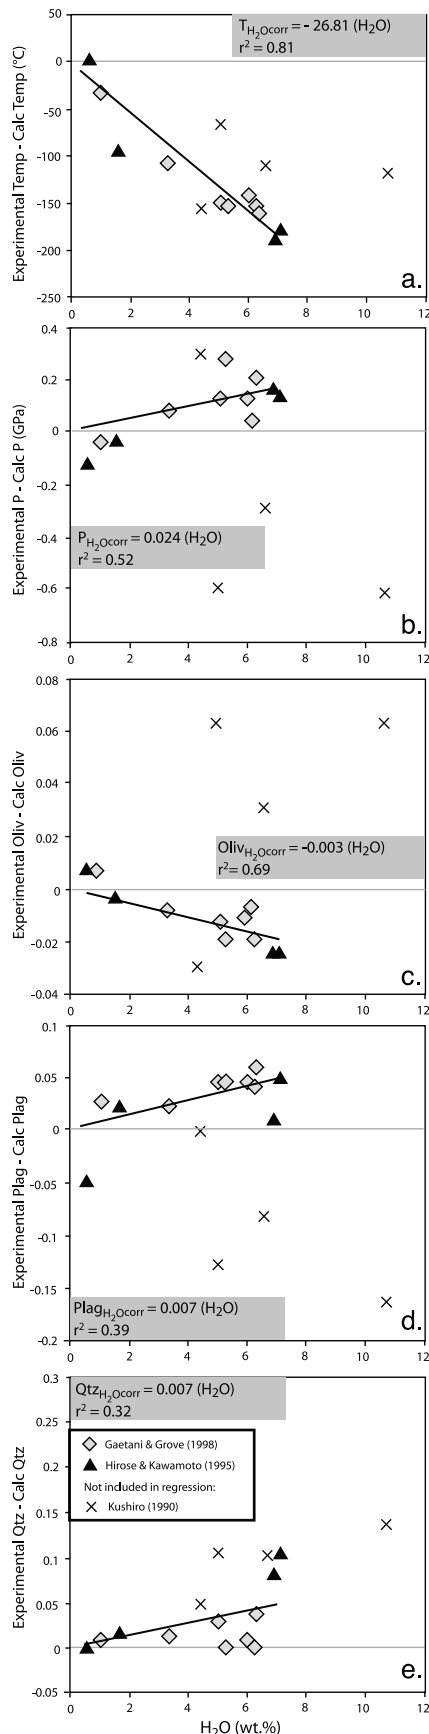 T_H₂Ocorr = - 26.81 (H₂O)
r² = 0.81
Experimental Temp - Calc Temp (°C)
50
0
-50
-100
-150
-200
-250
0 2 4 6 8 10 12
a.
Experimental P - Calc P (GPa)
0.4
0.2
0
-0.2
-0.4
-0.6
-0.8
P_H₂Ocorr = 0.024 (H₂O)
r² = 0.52
0 2 4 6 8 10 12
b.
Experimental Oliv - Calc Oliv
0.08
0.06
0.04
0.02
0
-0.02
-0.04
Oliv_H₂Ocorr = -0.003 (H₂O)
r²= 0.69
0 2 4 6 8 10 12
c.
Experimental Plag - Calc Plag
0.1
0.05
0
-0.05
-0.1
-0.15
-0.2
Plag_H₂Ocorr = 0.007 (H₂O)
r² = 0.39
0 2 4 6 8 10 12
d.
Experimental Qtz - Calc Qtz
0.3
0.25
0.2
0.15
0.1
0.05
0
-0.05
Qtz_H₂Ocorr = 0.007 (H₂O)
r² = 0.32
Gaetani & Grove (1998)
Hirose & Kawamoto (1995)
Not included in regression:
Kushiro (1990)
e.
0 2 4 6 8 10 12
H₂O (wt.%)